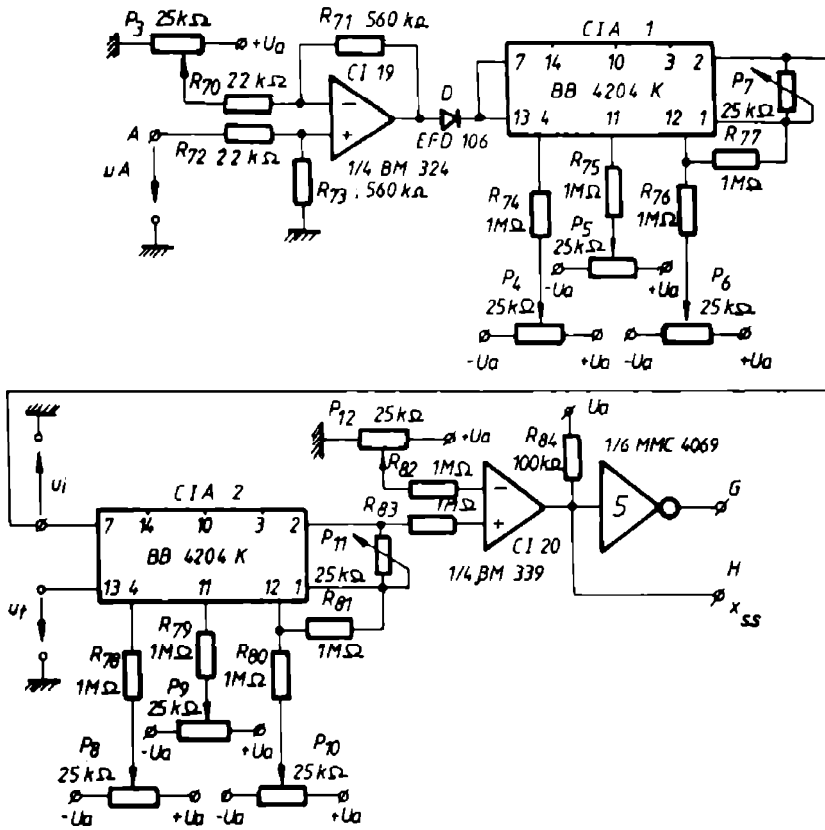 P3 25kΩ
+Ua
R71 560 kΩ
CI 19
R70 22 kΩ
A
R72 22 kΩ
uA
R73 560kΩ
1/4 BM 324
D
EFD 106
CIA 1
7 14 10 3 2
BB 4204 K
13 4 11 12 1
P7
25 kΩ
R77
1MΩ
R74
1MΩ
R75
1MΩ
R76
1MΩ
P5
25kΩ
-Ua +Ua
P4
25kΩ
-Ua +Ua
P6
25kΩ
-Ua +Ua
ui
CIA 2
7 14 10 3 2
BB 4204 K
13 4 11 12 1
ut
P12 25kΩ
+Ua
R82 1MΩ
R83 1MΩ
P11
25 kΩ
R81
1MΩ
CI 20
1/4 BM 339
Ua
R84
100kΩ
1/6 MMC 4069
5
G
H
xss
R78
1MΩ
R79
1MΩ
R80
1MΩ
P9
25kΩ
-Ua +Ua
P8
25kΩ
-Ua +Ua
P10
25kΩ
-Ua +Ua